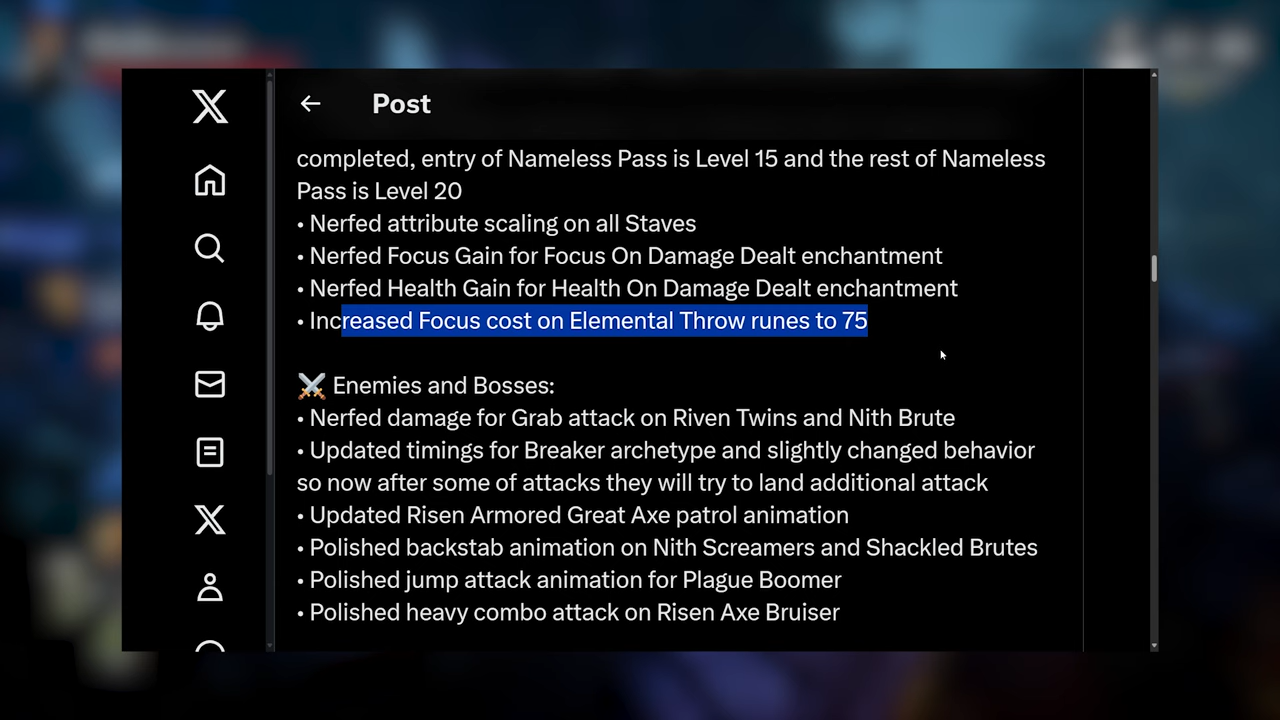 Post
completed, entry of Nameless Pass is Level 15 and the rest of Nameless
Pass is Level 20
• Nerfed attribute scaling on all Staves
• Nerfed Focus Gain for Focus On Damage Dealt enchantment
• Nerfed Health Gain for Health On Damage Dealt enchantment
• Increased Focus cost on Elemental Throw runes to 75
⚔️ Enemies and Bosses:
• Nerfed damage for Grab attack on Riven Twins and Nith Brute
• Updated timings for Breaker archetype and slightly changed behavior
so now after some of attacks they will try to land additional attack
• Updated Risen Armored Great Axe patrol animation
• Polished backstab animation on Nith Screamers and Shackled Brutes
• Polished jump attack animation for Plague Boomer
• Polished heavy combo attack on Risen Axe Bruiser